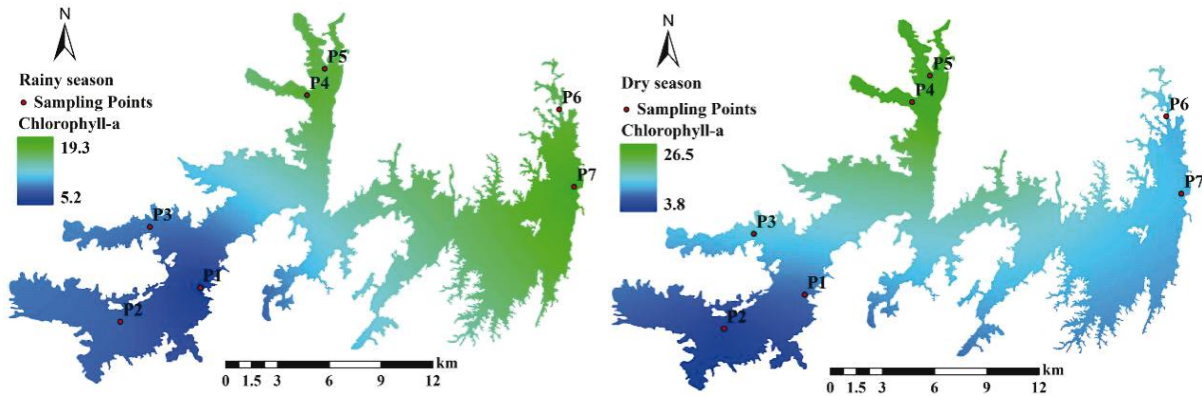 N
Rainy season
Sampling Points
Chlorophyll-a
19.3
5.2
P5
P4
P6
P7
P3
P1
P2
km
0 1.5 3 6 9 12
N
Dry season
Sampling Points
Chlorophyll-a
26.5
3.8
P5
P4
P6
P7
P3
P1
P2
km
0 1.5 3 6 9 12